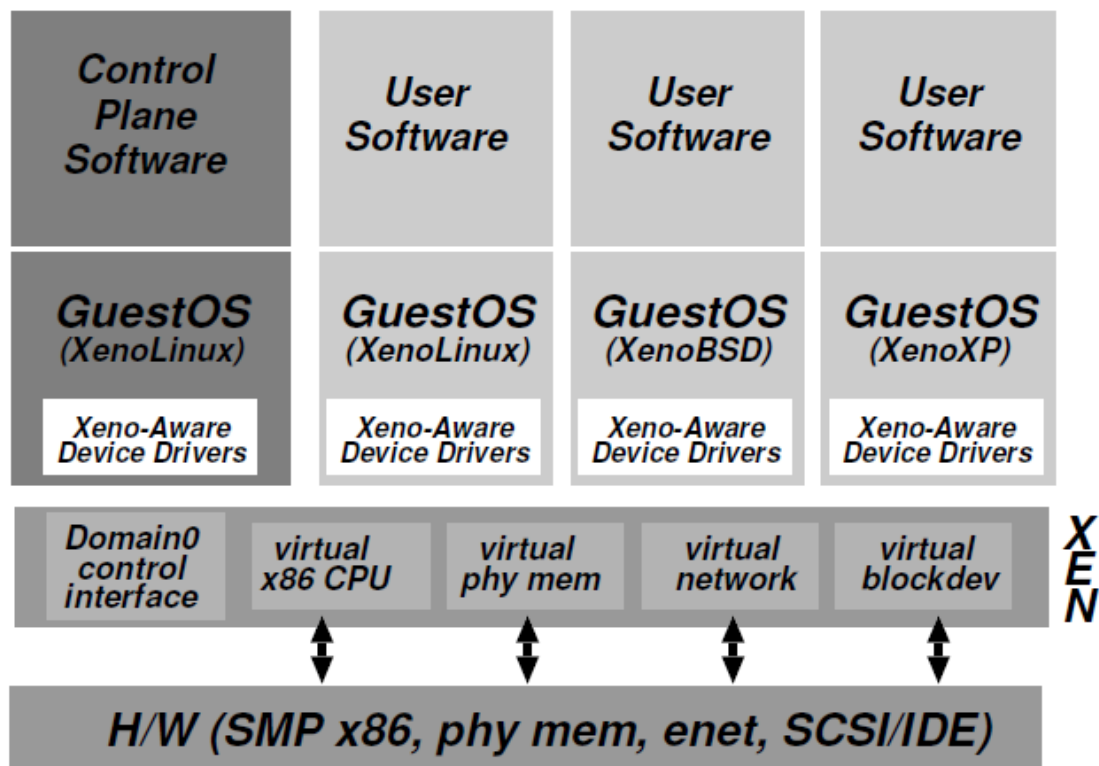 Control
Plane
Software
User
Software
User
Software
User
Software
GuestOS
(XenoLinux)
Xeno-Aware
Device Drivers
GuestOS
(XenoLinux)
Xeno-Aware
Device Drivers
GuestOS
(XenoBSD)
Xeno-Aware
Device Drivers
GuestOS
(XenoXP)
Xeno-Aware
Device Drivers
Domain0
control
interface
virtual
x86 CPU
virtual
phy mem
virtual
network
virtual
blockdev
XEN
H/W (SMP x86, phy mem, enet, SCSI/IDE)